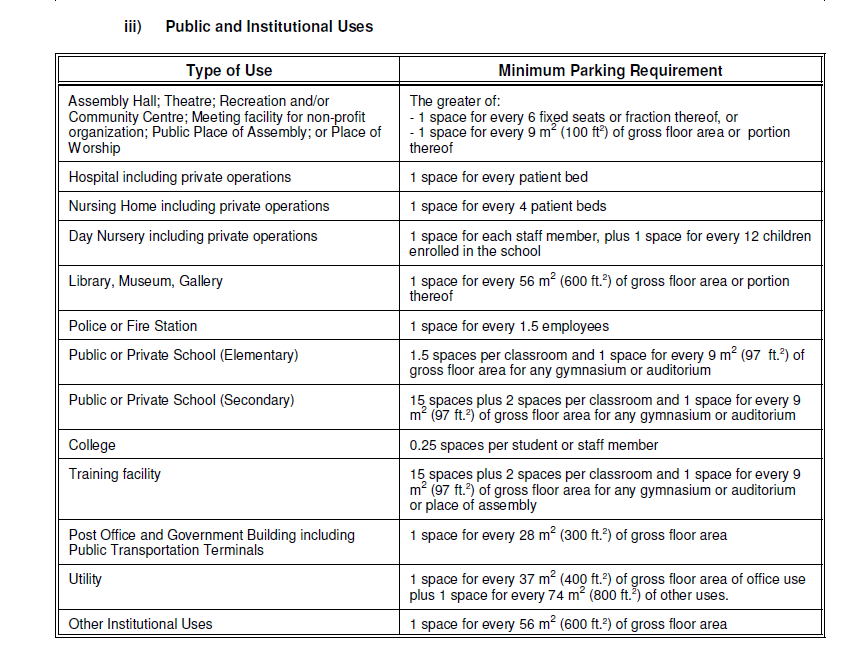 iii) Public and Institutional Uses
Type of Use
Minimum Parking Requirement
Assembly Hall; Theatre; Recreation and/or
Community Centre; Meeting facility for non-profit
organization; Public Place of Assembly; or Place of
Worship
The greater of:
- 1 space for every 6 fixed seats or fraction thereof, or
- 1 space for every 9 m² (100 ft²) of gross floor area or portion
thereof
Hospital including private operations
1 space for every patient bed
Nursing Home including private operations
1 space for every 4 patient beds
Day Nursery including private operations
1 space for each staff member, plus 1 space for every 12 children
enrolled in the school
Library, Museum, Gallery
1 space for every 56 m² (600 ft.²) of gross floor area or portion
thereof
Police or Fire Station
1 space for every 1.5 employees
Public or Private School (Elementary)
1.5 spaces per classroom and 1 space for every 9 m² (97 ft.²) of
gross floor area for any gymnasium or auditorium
Public or Private School (Secondary)
15 spaces plus 2 spaces per classroom and 1 space for every 9
m² (97 ft.²) of gross floor area for any gymnasium or auditorium
College
0.25 spaces per student or staff member
Training facility
15 spaces plus 2 spaces per classroom and 1 space for every 9
m² (97 ft.²) of gross floor area for any gymnasium or auditorium
or place of assembly
Post Office and Government Building including
Public Transportation Terminals
1 space for every 28 m² (300 ft.²) of gross floor area
Utility
1 space for every 37 m² (400 ft.²) of gross floor area of office use
plus 1 space for every 74 m² (800 ft.²) of other uses.
Other Institutional Uses
1 space for every 56 m² (600 ft.²) of gross floor area